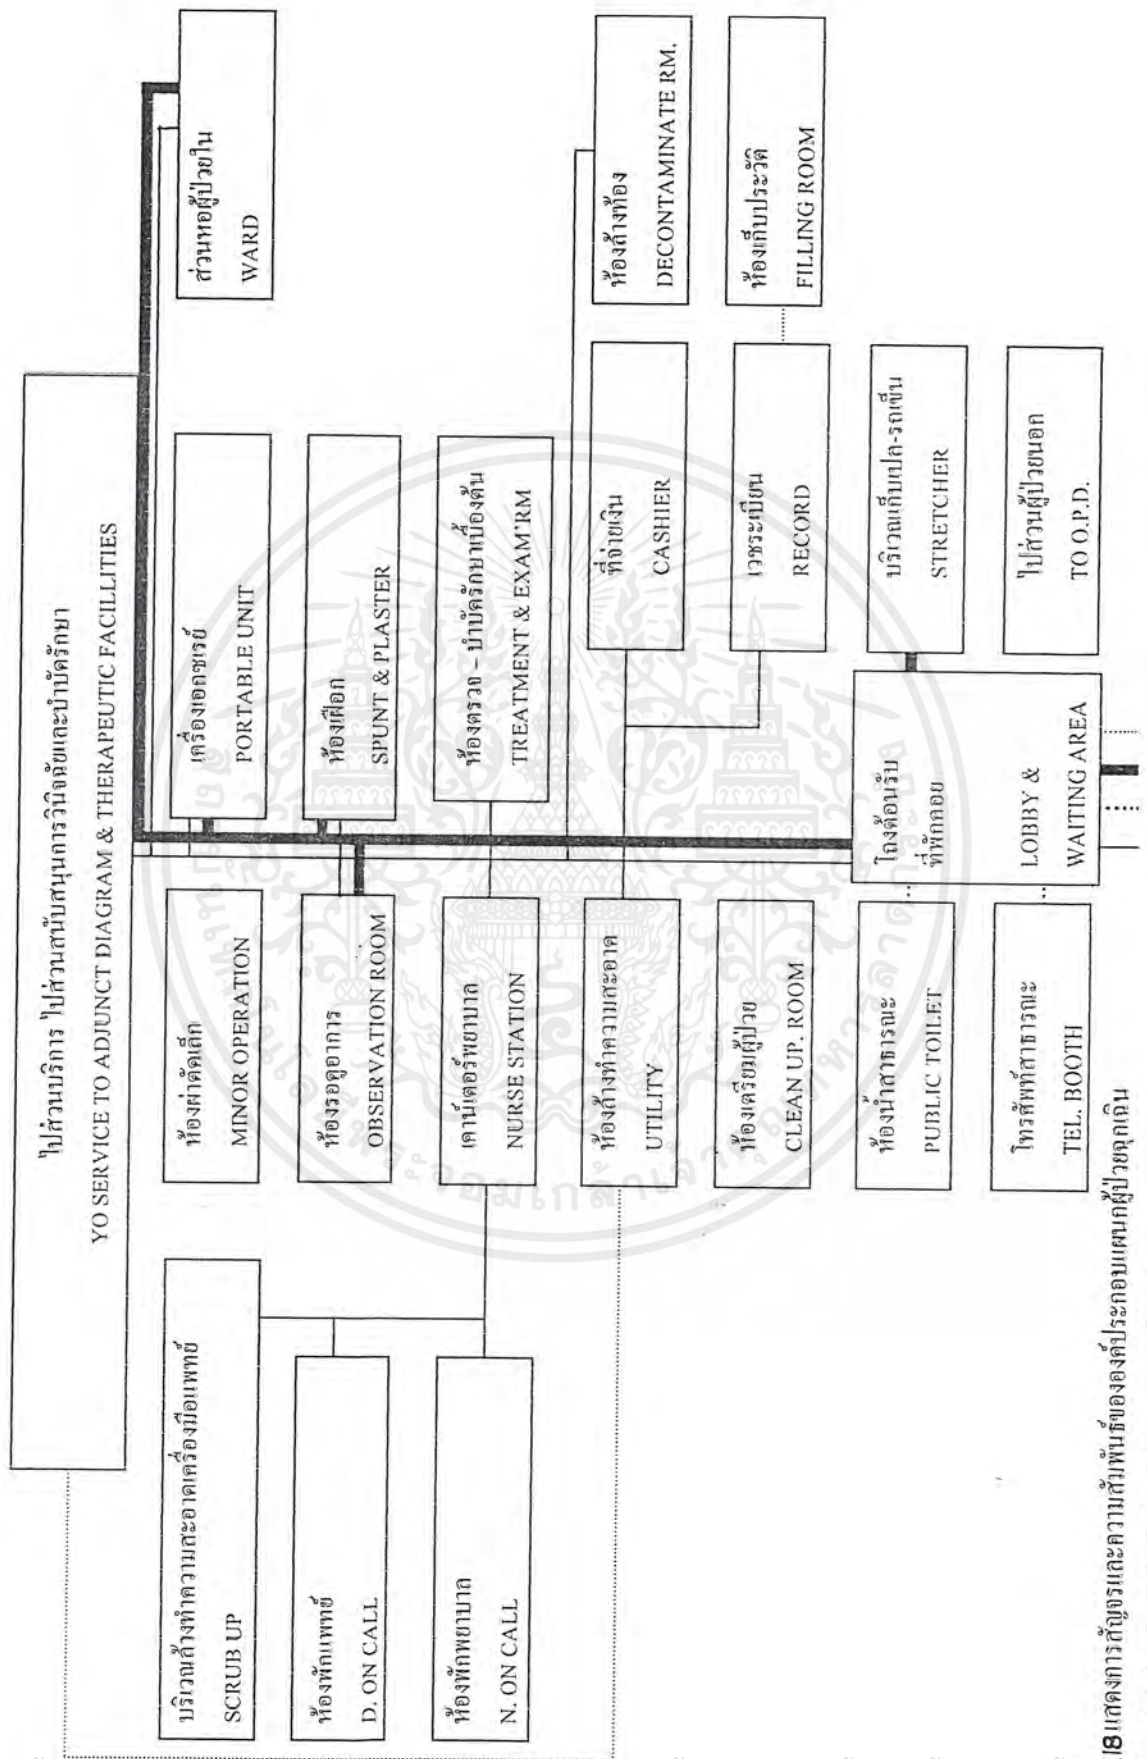 ไปส่วนบริการ ไปส่วนสนับสนุนการวินิจฉัยและบำบัดรักษา
YO SERVICE TO ADJUNCT DIAGRAM & THERAPEUTIC FACILLITIES
บริเวณล้างทำความสะอาดเครื่องมือแพทย์
SCRUB UP
ห้องผ่าตัดเล็ก
MINOR OPERATION
เครื่องเอกซเรย์
PORTABLE UNIT
ส่วนหอผู้ป่วยใน
WARD
ห้องพักแพทย์
D. ON CALL
ห้องรอดูอาการ
OBSERVATION ROOM
ห้องเฝือก
SPUNT & PLASTER
ห้องพักพยาบาล
N. ON CALL
เคาน์เตอร์พยาบาล
NURSE STATION
ห้องตรวจ - บำบัดรักษาเบื้องต้น
TREATMENT & EXAM'RM
ห้องล้างทำความสะอาด
UTILITY
ที่จ่ายเงิน
CASHIER
ห้องล้างท้อง
DECONTAMINATE RM.
ห้องเตรียมผู้ป่วย
CLEAN UP. ROOM
เวชระเบียน
RECORD
ห้องเก็บประวัติ
FILLING ROOM
ห้องน้ำสาธารณะ
PUBLIC TOILET
โถงต้อนรับ
ที่พักคอย
LOBBY &
WAITING AREA
บริเวณเก็บเปล-รถเข็น
STRETCHER
โทรศัพท์สาธารณะ
TEL. BOOTH
ไปส่วนผู้ป่วยนอก
TO O.P.D.
18 แสดงการสัญจรและความสัมพันธ์ขององค์ประกอบแผนกผู้ป่วยฉุกเฉิน